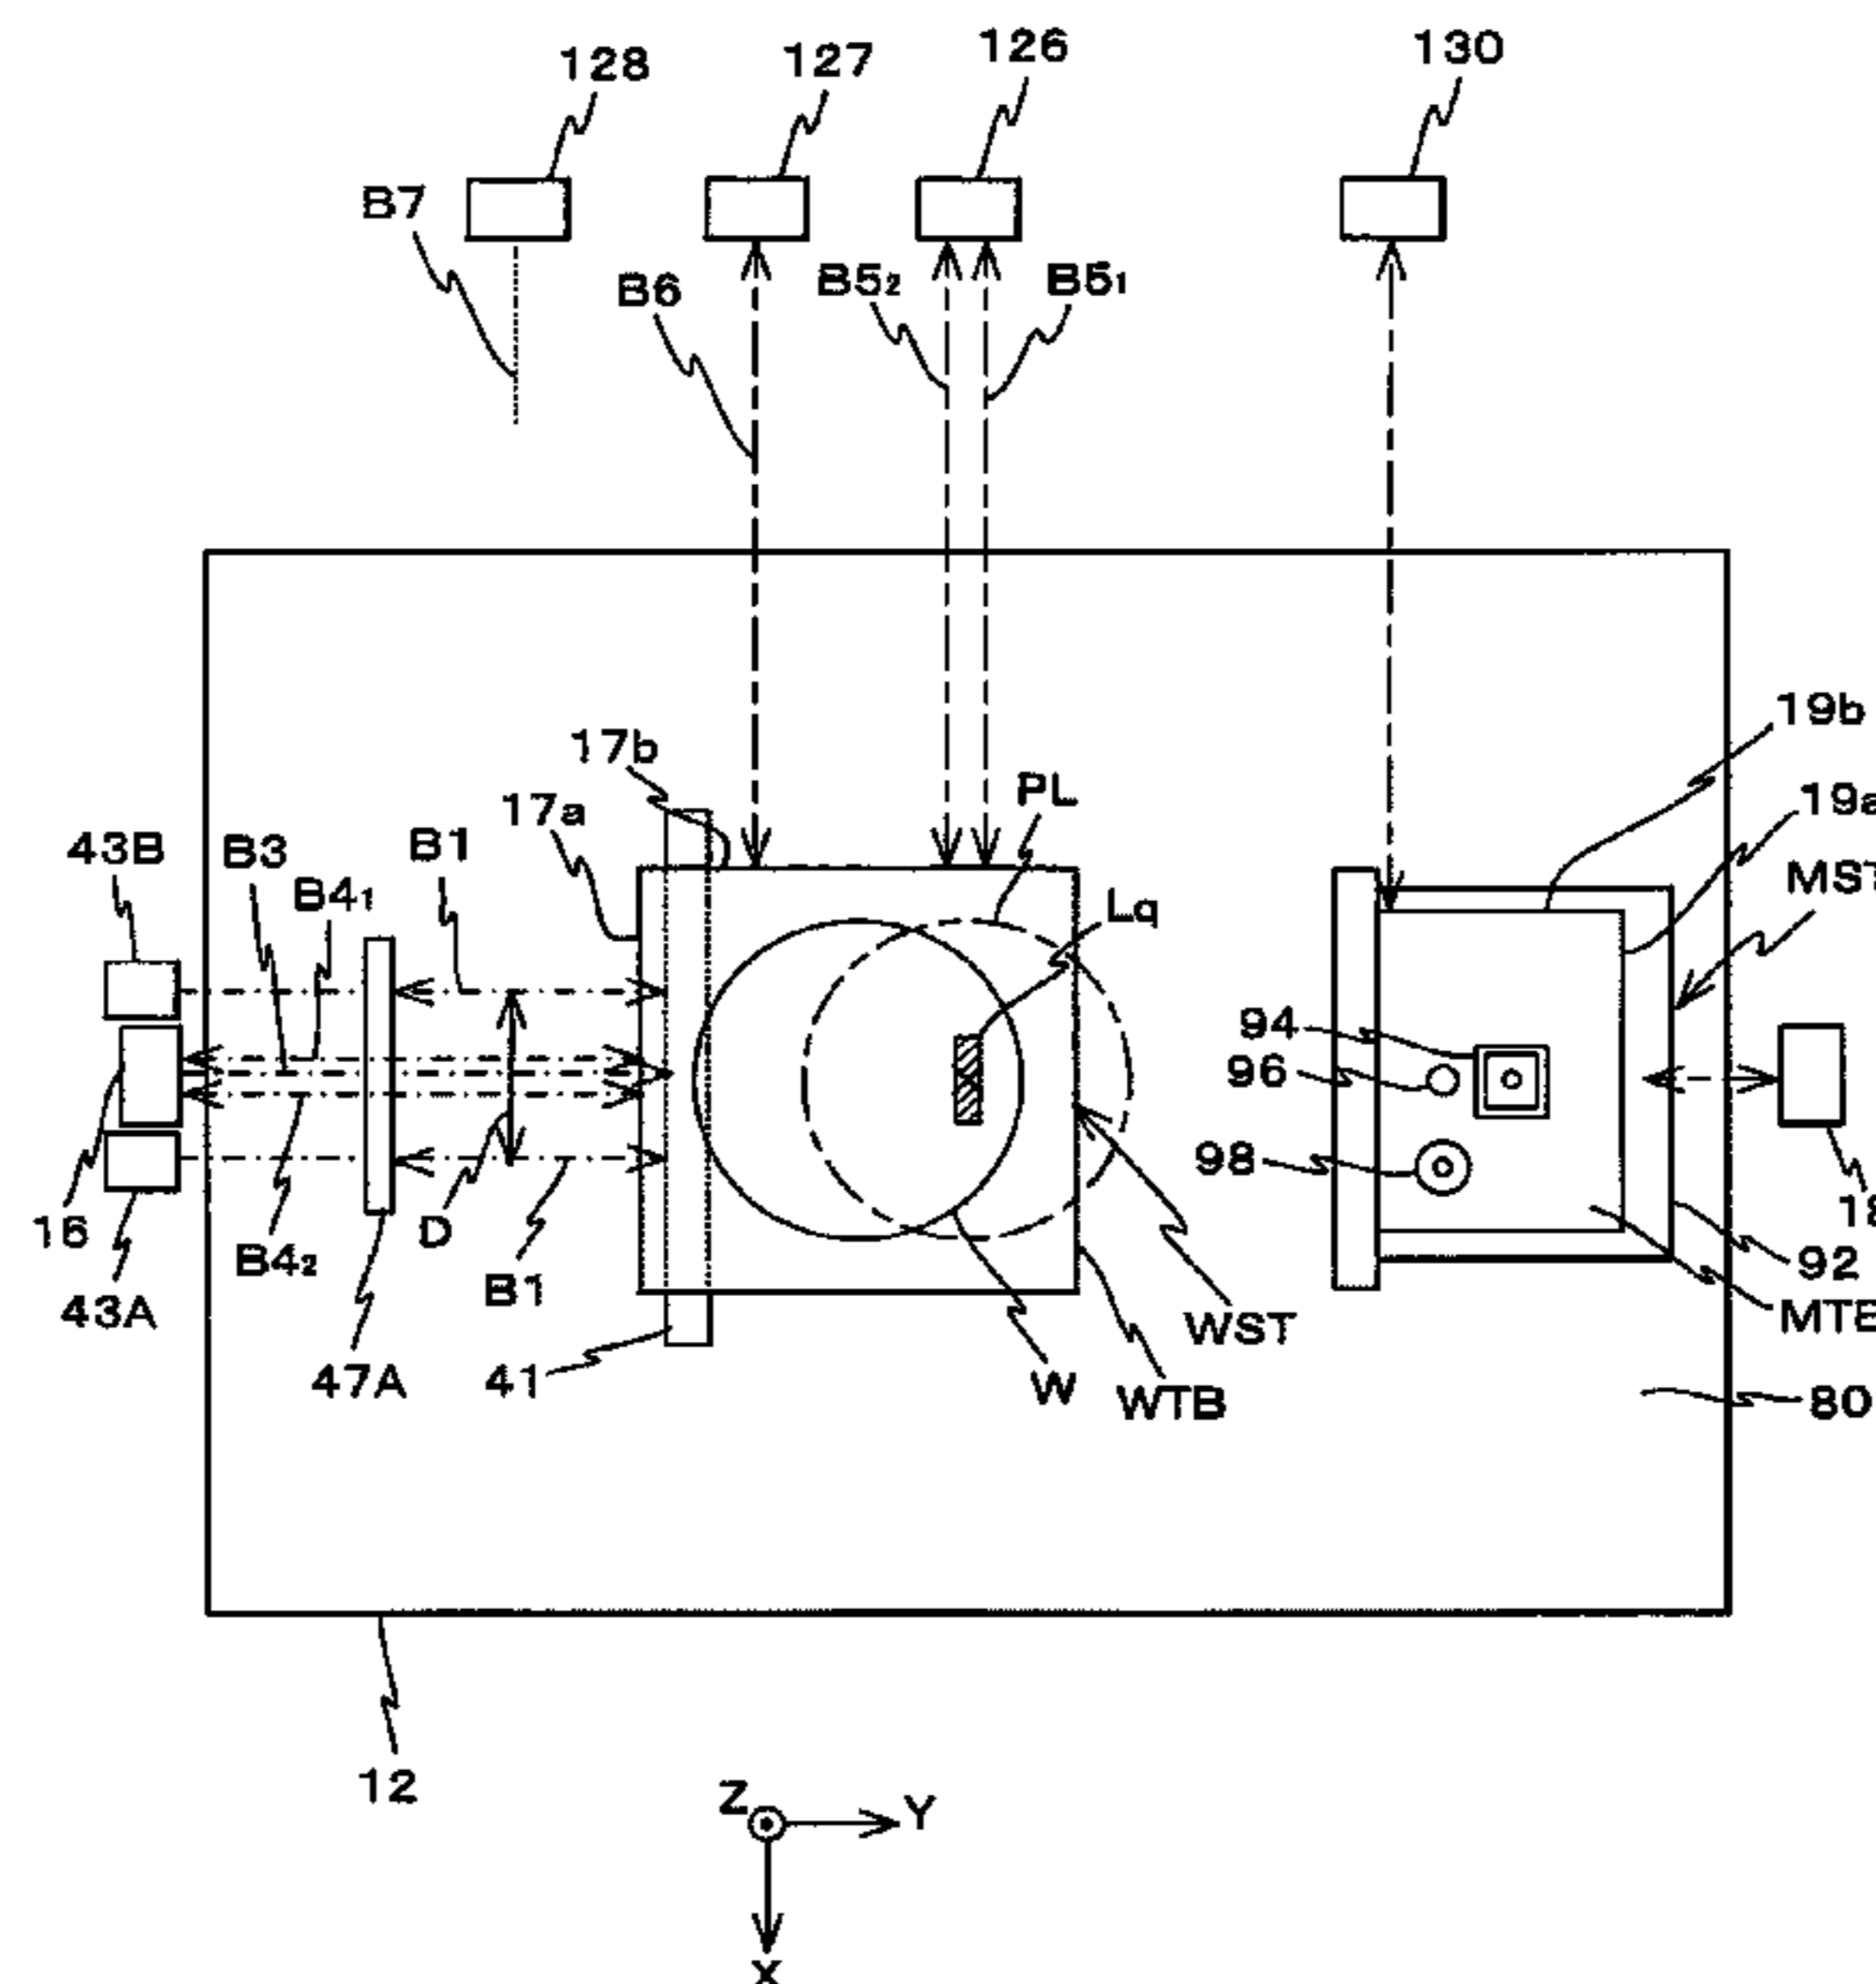 128
127
126
130
B7
B6
B5₂
B5₁
19b
17b
17a
PL
19a
43B
B3
B4₁
B1
Lq
MST
94
96
98
16
B4₂
D
B1
43A
47A
41
W
WST
WTB
92
MTB
80
12
Z
Y
X